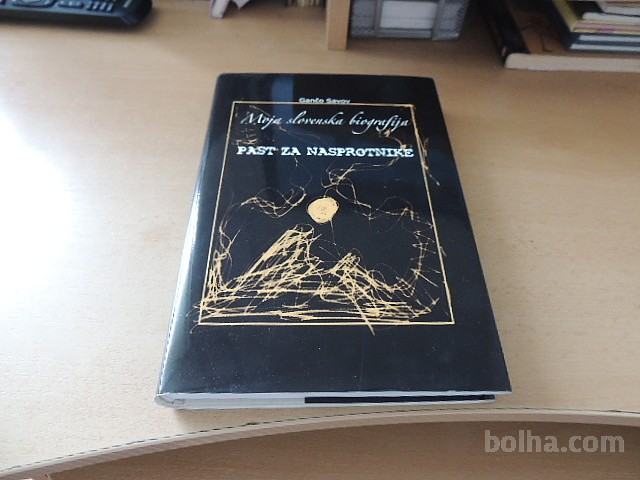 Gančo Savov
Moja slovenska biografija
PAST ZA NASPROTNIKE
bolha.com